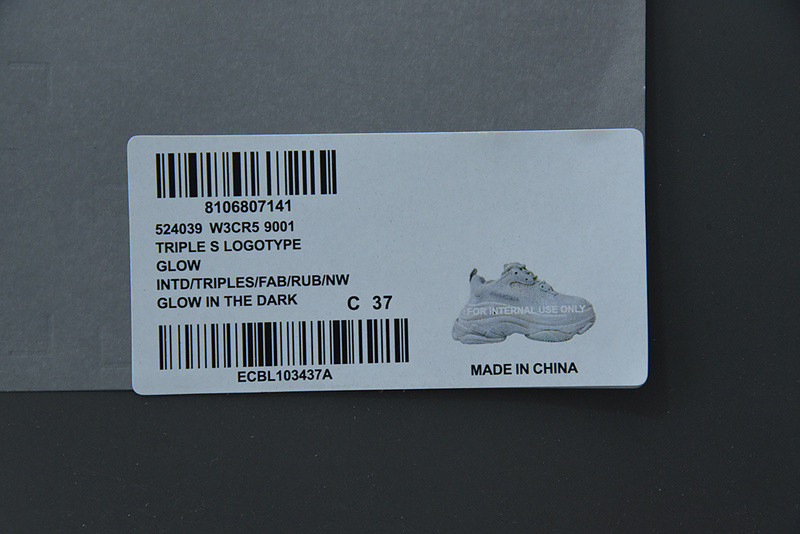 8106807141
524039 W3CR5 9001
TRIPLE S LOGOTYPE
GLOW
INTD/TRIPLES/FAB/RUB/NW
GLOW IN THE DARK C 37
ECBL103437A
FOR INTERNAL USE ONLY
MADE IN CHINA